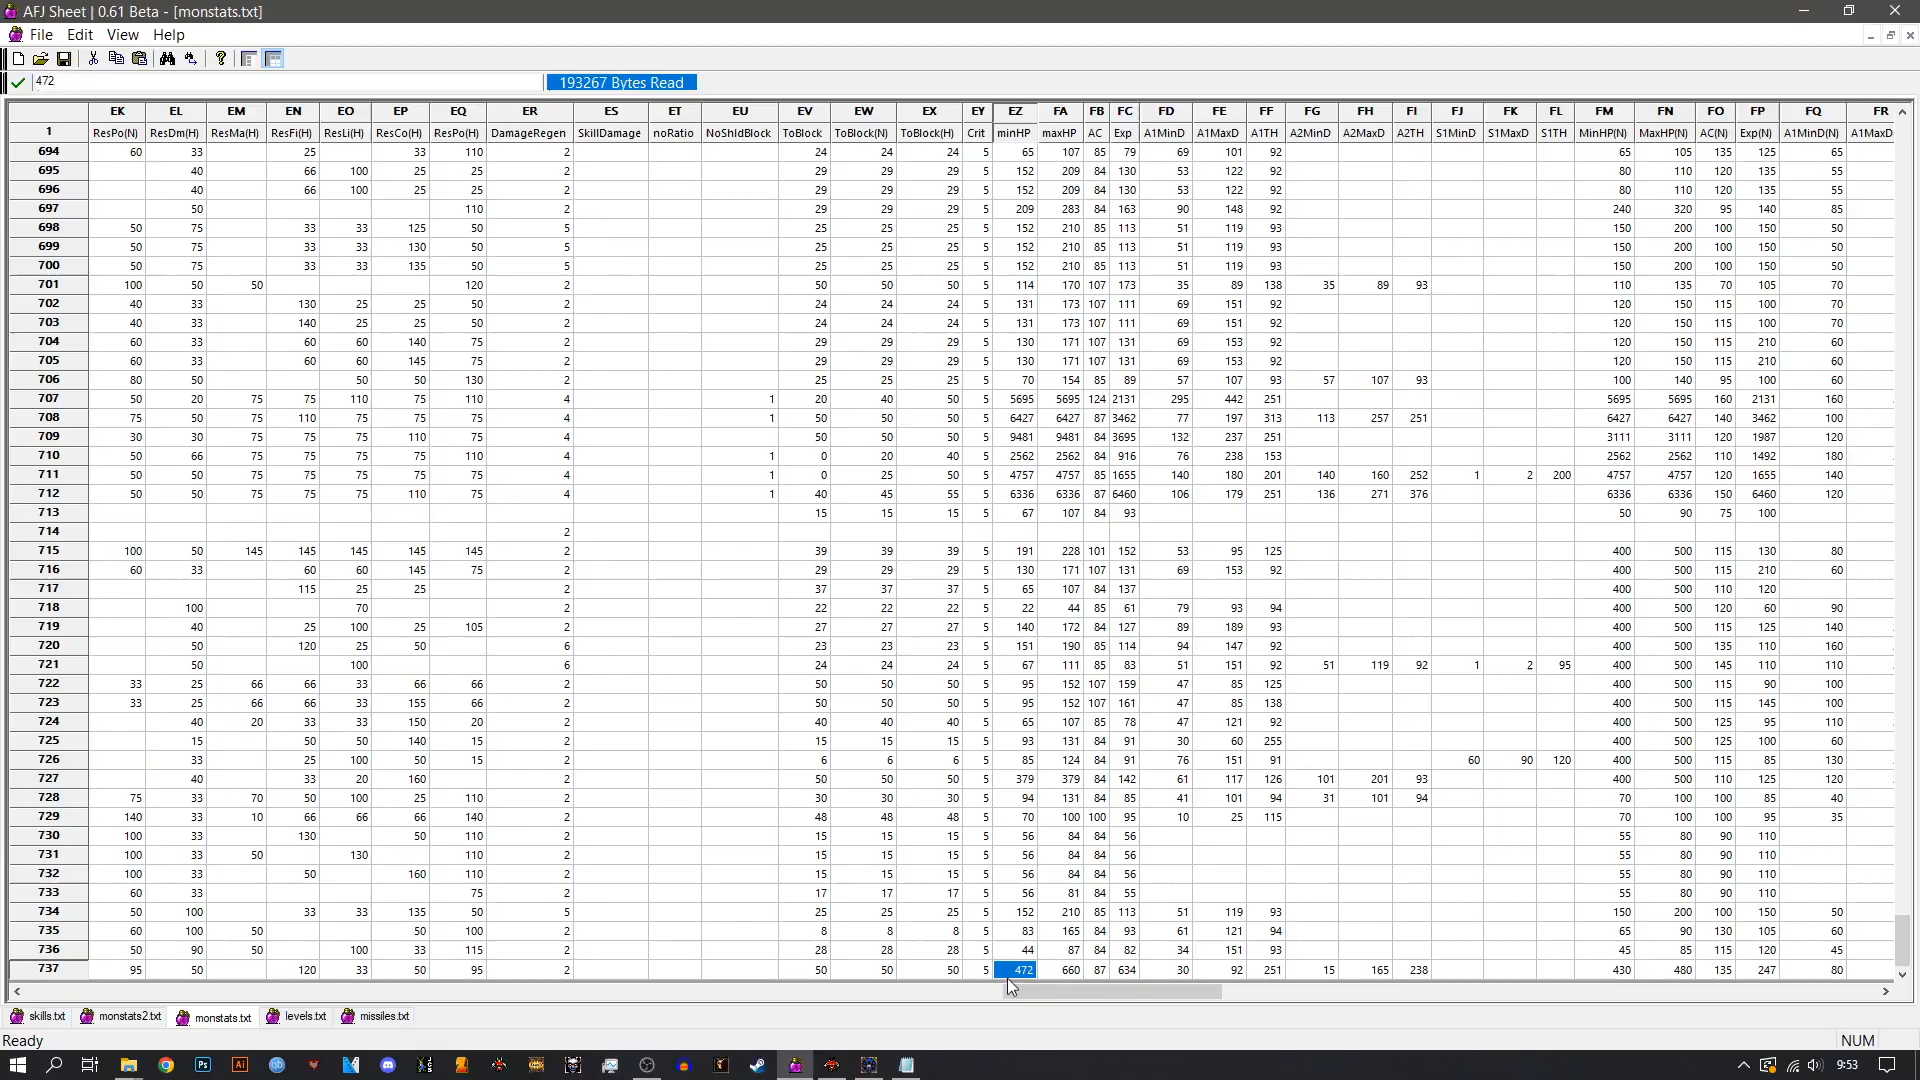 AFJ Sheet | 0.61 Beta - [monstats.txt]
File Edit View Help
472 193267 Bytes Read
EK EL EM EN EO EP EQ ER ES ET EU EV EW EX EY EZ FA FB FC FD FE FF FG FH FI FJ FK FL FM FN FO FP FQ FR
1 ResPo(N) ResDm(H) ResMa(H) ResFi(H) ResLi(H) ResCo(H) ResPo(H) DamageRegen SkillDamage noRatio NoShldBlock ToBlock ToBlock(N) ToBlock(H) Crit minHP maxHP AC Exp A1MinD A1MaxD A1TH A2MinD A2MaxD A2TH S1MinD S1MaxD S1TH MinHP(N) MaxHP(N) AC(N) Exp(N) A1MinD(N) A1MaxD
694 60 33 25 33 110 2 24 24 24 5 65 107 85 79 69 101 92 65 105 135 125 65
695 40 66 100 25 25 2 29 29 29 5 152 209 84 130 53 122 92 80 110 120 135 55
696 40 66 100 25 25 2 29 29 29 5 152 209 84 130 53 122 92 80 110 120 135 55
697 50 110 2 29 29 29 5 209 283 84 163 90 148 92 240 320 95 140 85
698 50 75 33 33 125 50 5 25 25 25 5 152 210 85 113 51 119 93 150 200 100 150 50
699 50 75 33 33 130 50 5 25 25 25 5 152 210 85 113 51 119 93 150 200 100 150 50
700 50 75 33 33 135 50 5 25 25 25 5 152 210 85 113 51 119 93 150 200 100 150 50
701 100 50 50 120 2 50 50 50 5 114 170 107 173 35 89 138 35 89 93 110 135 70 105 70
702 40 33 130 25 25 50 2 24 24 24 5 131 173 107 111 69 151 92 120 150 115 100 70
703 40 33 140 25 25 50 2 24 24 24 5 131 173 107 111 69 151 92 120 150 115 100 70
704 60 33 60 60 140 75 2 29 29 29 5 130 171 107 131 69 153 92 120 150 115 210 60
705 60 33 60 60 145 75 2 29 29 29 5 130 171 107 131 69 153 92 120 150 115 210 60
706 80 50 50 50 130 2 25 25 25 5 70 154 85 89 57 107 93 57 107 93 100 140 95 100 60
707 50 20 75 75 110 75 110 4 1 20 40 50 5 5695 5695 124 2131 295 442 251 5695 5695 160 2131 160
708 75 50 75 110 75 75 75 4 1 50 50 50 5 6427 6427 87 3462 77 197 313 113 257 251 6427 6427 140 3462 100
709 30 30 75 75 75 110 75 4 50 50 50 5 9481 9481 84 3695 132 237 251 3111 3111 120 1987 120
710 50 66 75 75 75 75 110 4 1 0 20 40 5 2562 2562 84 916 76 238 153 2562 2562 110 1492 180
711 50 50 75 75 75 75 75 4 1 0 25 50 5 4757 4757 85 1655 140 180 201 140 160 252 1 2 200 4757 4757 120 1655 140
712 50 50 75 75 75 110 75 4 1 40 45 55 5 6336 6336 87 6460 106 179 251 136 271 376 6336 6336 150 6460 120
713 15 15 15 5 67 107 84 93 50 90 75 100
714 2
715 100 50 145 145 145 145 145 2 39 39 39 5 191 228 101 152 53 95 125 400 500 115 130 80
716 60 33 60 60 145 75 2 29 29 29 5 130 171 107 131 69 153 92 400 500 115 210 60
717 115 25 25 2 37 37 37 5 65 107 84 137 400 500 110 120
718 100 70 2 22 22 22 5 22 44 85 61 79 93 94 400 500 120 60 90
719 40 25 100 25 105 2 27 27 27 5 140 172 84 127 89 189 93 400 500 115 125 140
720 50 120 25 50 6 23 23 23 5 151 190 85 114 94 147 92 400 500 135 110 160
721 50 100 6 24 24 24 5 67 111 85 83 51 151 92 51 119 92 1 2 95 400 500 145 110 110
722 33 25 66 66 33 66 66 2 50 50 50 5 95 152 107 159 47 85 125 400 500 115 90 100
723 33 25 66 66 33 155 66 2 50 50 50 5 95 152 107 161 47 85 138 400 500 115 145 100
724 40 20 33 33 150 20 2 40 40 40 5 65 107 85 78 47 121 92 400 500 125 95 110
725 15 50 50 140 15 2 15 15 15 5 93 131 84 91 30 60 255 400 500 125 100 60
726 33 25 100 50 15 2 6 6 6 5 85 124 84 91 76 151 91 60 90 120 400 500 115 85 130
727 40 33 20 160 2 50 50 50 5 379 379 84 142 61 117 126 101 201 93 400 500 110 125 120
728 75 33 70 50 100 25 110 2 30 30 30 5 94 131 84 85 41 101 94 31 101 94 70 100 100 85 40
729 140 33 10 66 66 66 140 2 48 48 48 5 70 100 100 95 10 25 115 70 100 100 95 35
730 100 33 130 50 110 2 15 15 15 5 56 84 84 56 55 80 90 110
731 100 33 50 130 110 2 15 15 15 5 56 84 84 56 55 80 90 110
732 100 33 50 160 110 2 15 15 15 5 56 84 84 56 55 80 90 110
733 60 33 75 2 17 17 17 5 56 81 84 55 55 80 90 110
734 50 100 33 33 135 50 5 25 25 25 5 152 210 85 113 51 119 93 150 200 100 150 50
735 60 100 50 50 100 2 8 8 8 5 83 165 84 93 61 121 94 65 90 130 105 60
736 50 90 50 100 33 115 2 28 28 28 5 44 87 84 82 34 151 93 45 85 115 120 45
737 95 50 120 33 50 95 2 50 50 50 5 472 660 87 634 30 92 251 15 165 238 430 480 135 247 80
skills.txt monstats2.txt monstats.txt levels.txt missiles.txt
Ready NUM
9:53